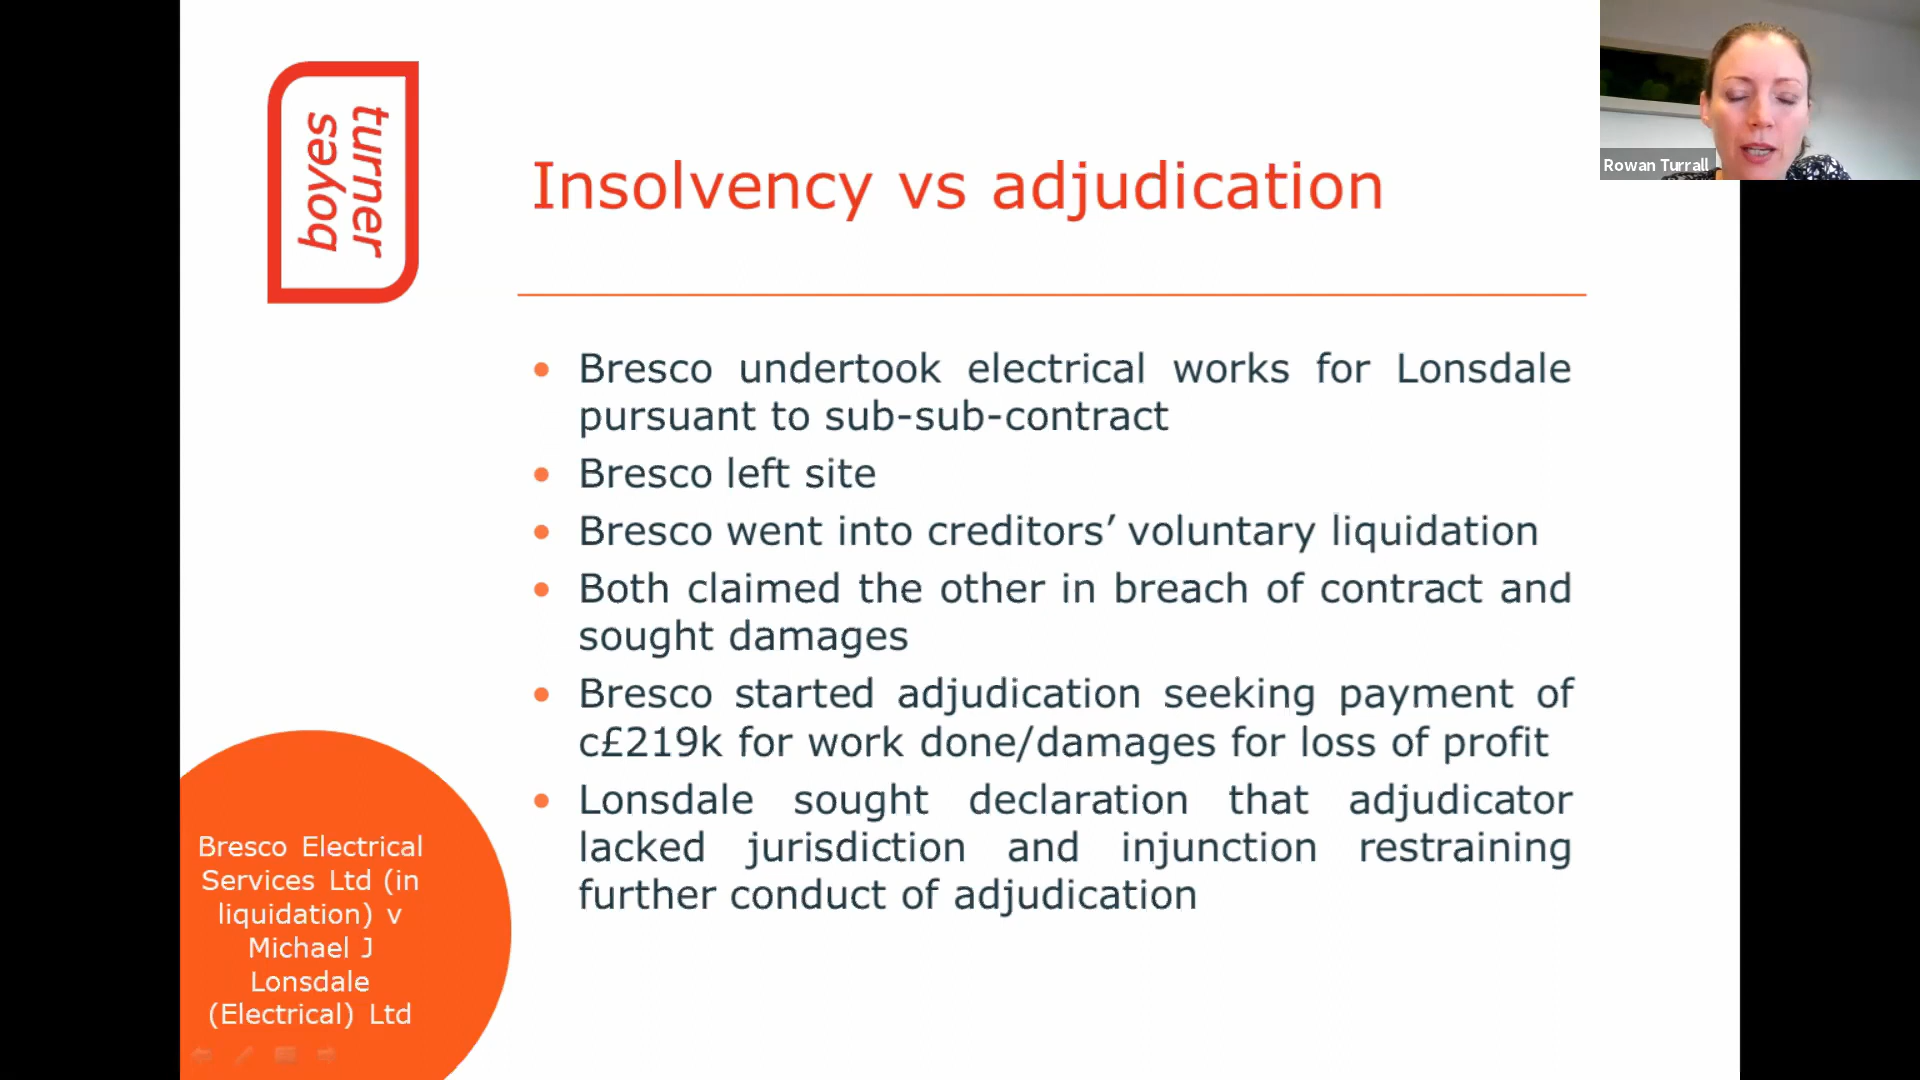 turner
boyes
Insolvency vs adjudication
Rowan Turrall
• Bresco undertook electrical works for Lonsdale
pursuant to sub-sub-contract
• Bresco left site
• Bresco went into creditors’ voluntary liquidation
• Both claimed the other in breach of contract and
sought damages
• Bresco started adjudication seeking payment of
c£219k for work done/damages for loss of profit
• Lonsdale sought declaration that adjudicator
lacked jurisdiction and injunction restraining
further conduct of adjudication
Bresco Electrical
Services Ltd (in
liquidation) v
Michael J
Lonsdale
(Electrical) Ltd